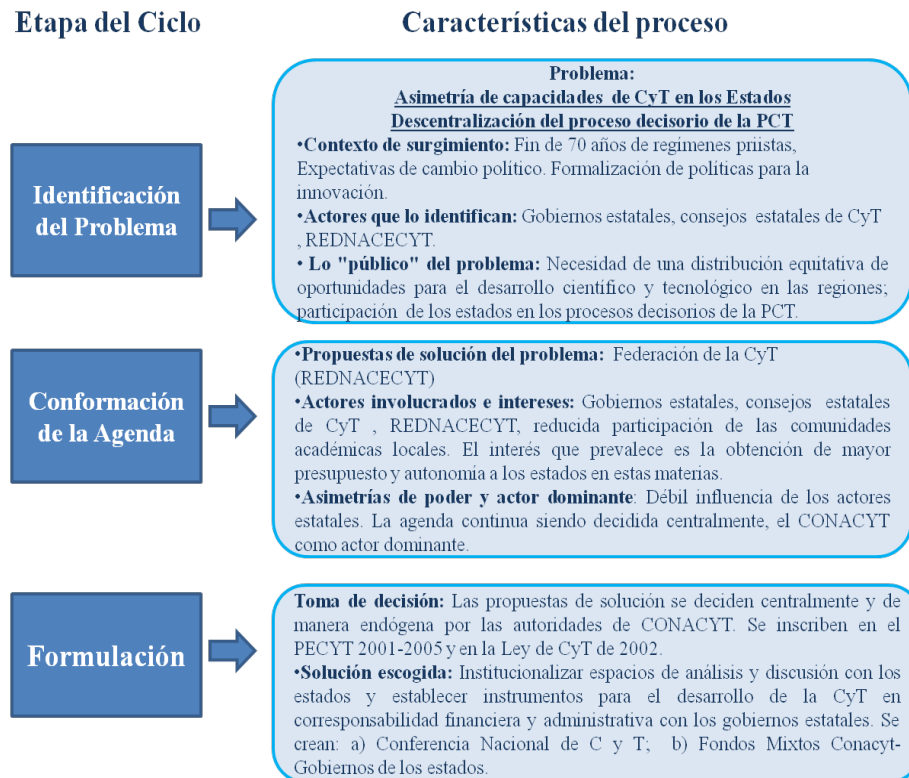 Etapa del Ciclo
Características del proceso
Identificación
del Problema
Problema:
Asimetría de capacidades de CyT en los Estados
Descentralización del proceso decisorio de la PCT
•Contexto de surgimiento: Fin de 70 años de regímenes priistas,
Expectativas de cambio político. Formalización de políticas para la
innovación.
•Actores que lo identifican: Gobiernos estatales, consejos estatales de CyT
, REDNACECYT.
• Lo "público" del problema: Necesidad de una distribución equitativa de
oportunidades para el desarrollo científico y tecnológico en las regiones;
participación de los estados en los procesos decisorios de la PCT.
Conformación
de la Agenda
•Propuestas de solución del problema: Federación de la CyT
(REDNACECYT)
•Actores involucrados e intereses: Gobiernos estatales, consejos estatales
de CyT , REDNACECYT, reducida participación de las comunidades
académicas locales. El interés que prevalece es la obtención de mayor
presupuesto y autonomía a los estados en estas materias.
•Asimetrías de poder y actor dominante: Débil influencia de los actores
estatales. La agenda continua siendo decidida centralmente, el CONACYT
como actor dominante.
Formulación
Toma de decisión: Las propuestas de solución se deciden centralmente y de
manera endógena por las autoridades de CONACYT. Se inscriben en el
PECYT 2001-2005 y en la Ley de CyT de 2002.
•Solución escogida: Institucionalizar espacios de análisis y discusión con los
estados y establecer instrumentos para el desarrollo de la CyT en
corresponsabilidad financiera y administrativa con los gobiernos estatales. Se
crean: a) Conferencia Nacional de C y T; b) Fondos Mixtos Conacyt-
Gobiernos de los estados.